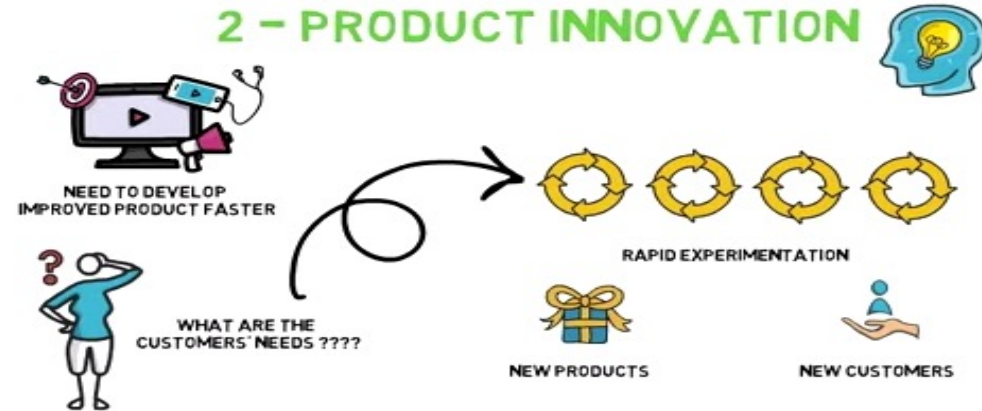 2 - PRODUCT INNOVATION
NEED TO DEVELOP
IMPROVED PRODUCT FASTER
?
WHAT ARE THE
CUSTOMERS' NEEDS ????
RAPID EXPERIMENTATION
NEW PRODUCTS
NEW CUSTOMERS